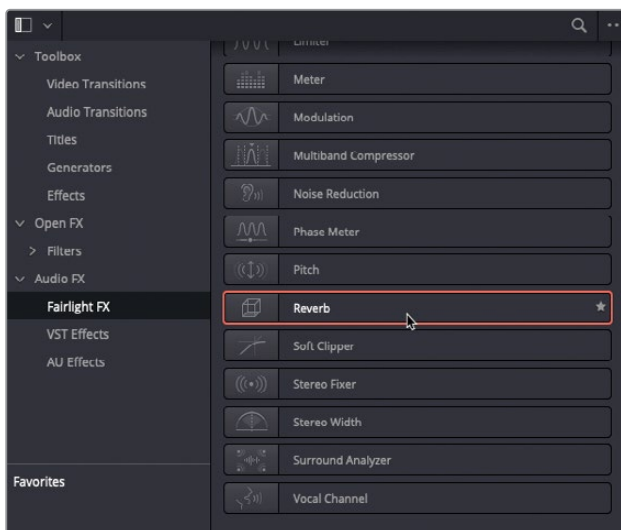 Toolbox
Video Transitions
Audio Transitions
Titles
Generators
Effects
Open FX
Filters
Audio FX
Fairlight FX
VST Effects
AU Effects
Favorites
Limiter
Meter
Modulation
Multiband Compressor
Noise Reduction
Phase Meter
Pitch
Reverb
Soft Clipper
Stereo Fixer
Stereo Width
Surround Analyzer
Vocal Channel